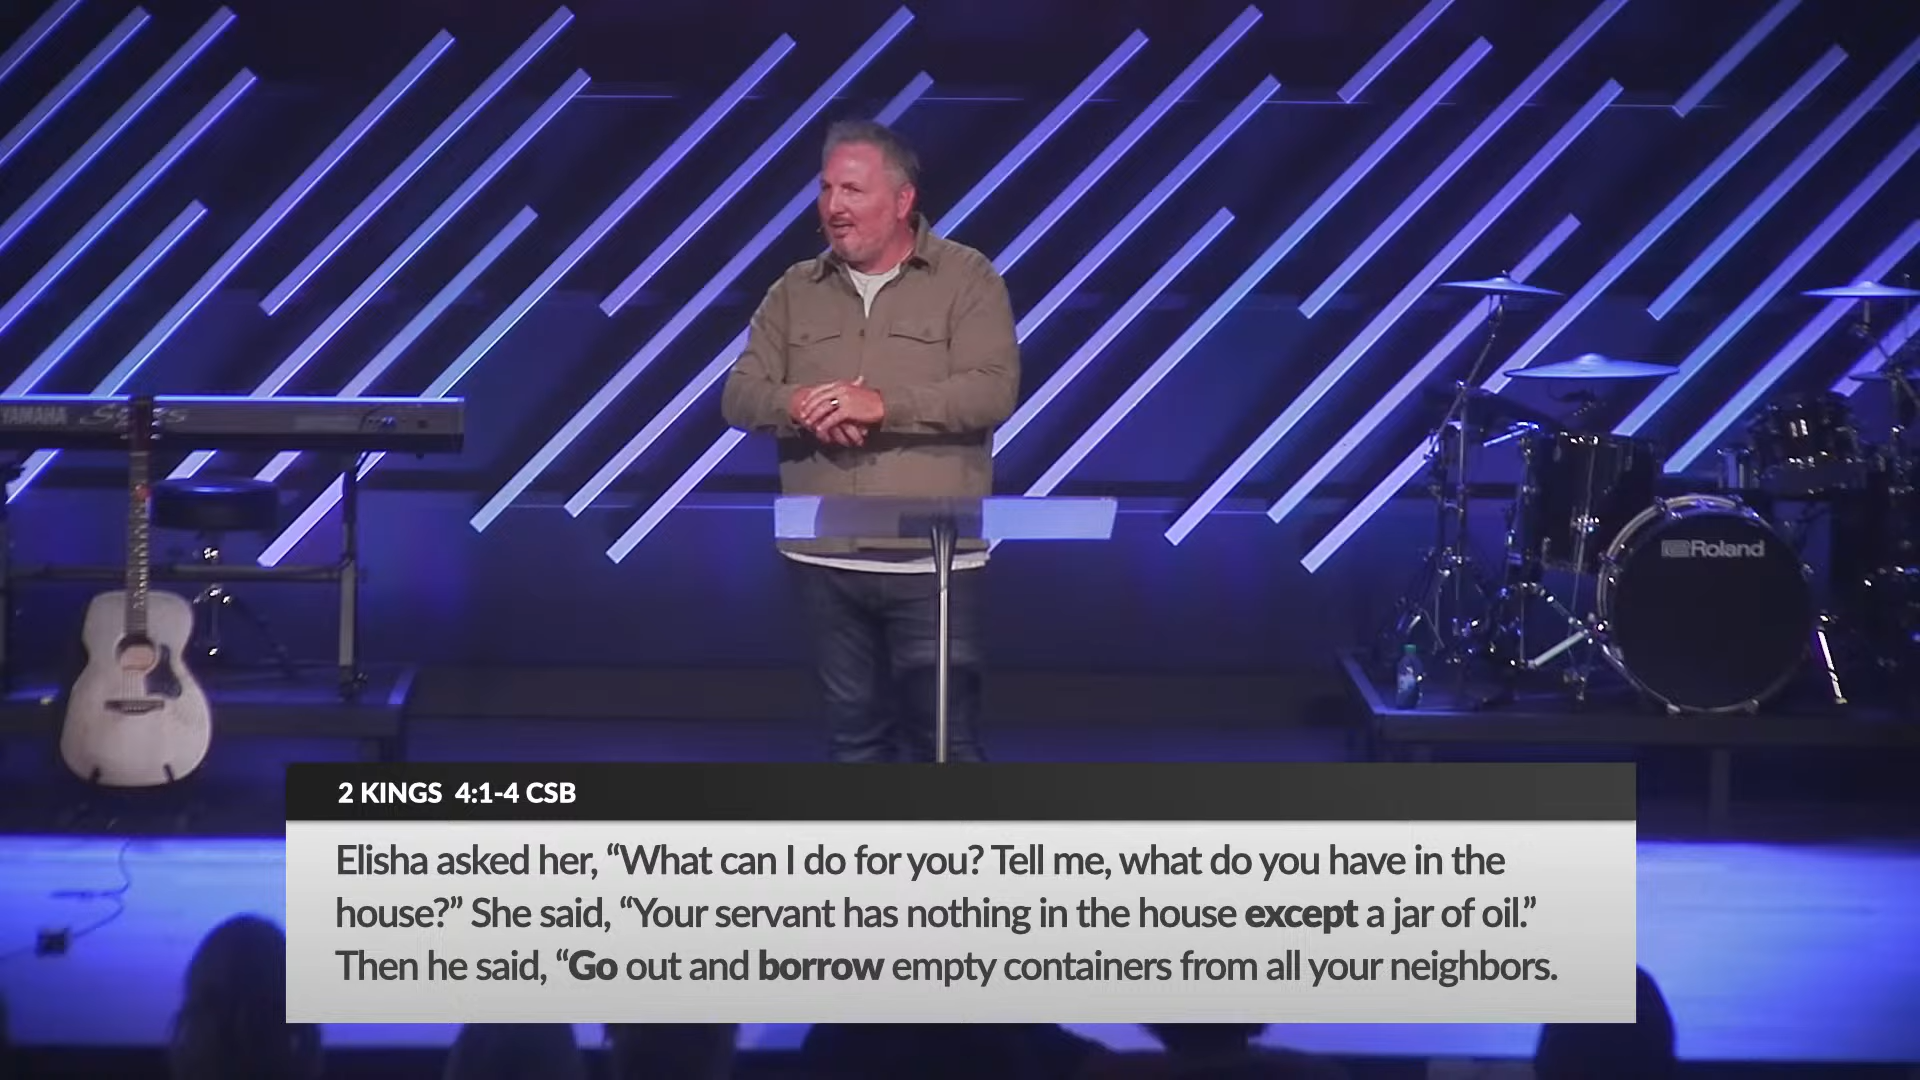 YAMAHA
Roland
2 KINGS 4:1-4 CSB
Elisha asked her, “What can I do for you? Tell me, what do you have in the
house?” She said, “Your servant has nothing in the house except a jar of oil.”
Then he said, “Go out and borrow empty containers from all your neighbors.